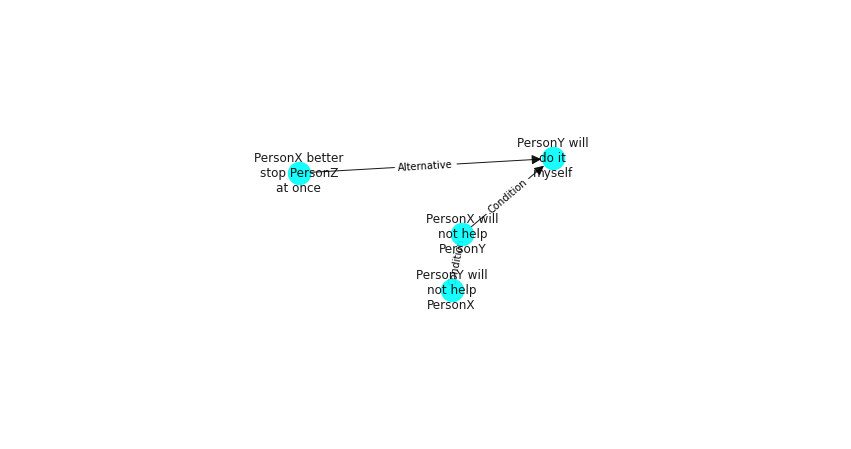 PersonY will
do it
myself
PersonX better
stop PersonZ
at once
Alternative
Condition
PersonX will
not help
PersonY
PersonY will
not help
PersonX